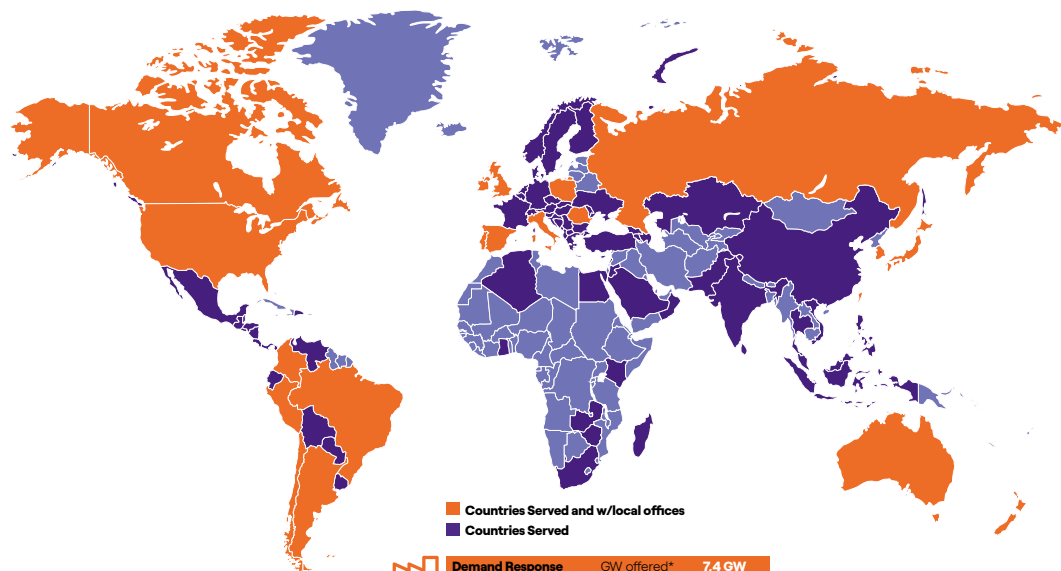 Countries Served and w/local offices
Countries Served
Demand Response GW offered* 7.4 GW